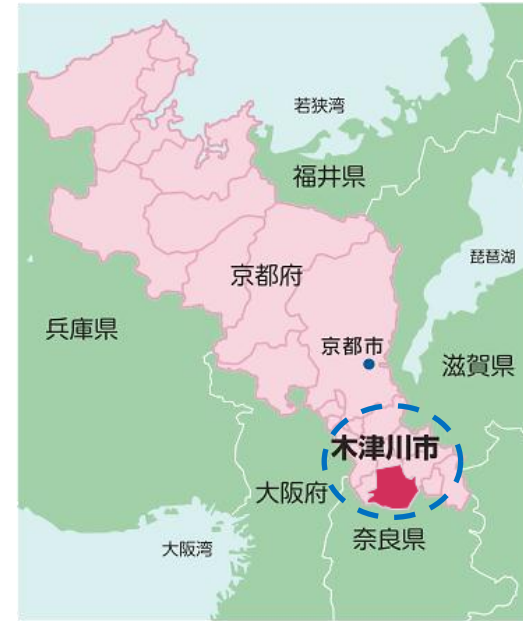 若狭湾
福井県
琵琶湖
京都府
兵庫県
京都市
滋賀県
木津川市
大阪府
奈良県
大阪湾